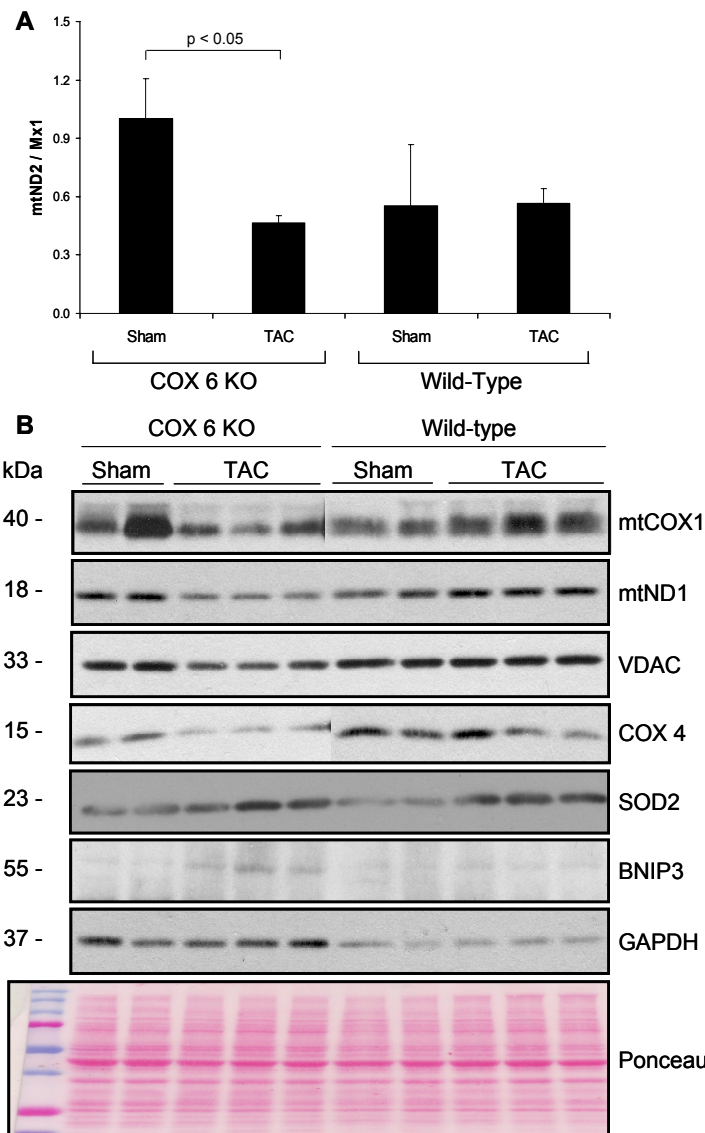 A
1.5
p < 0.05
1.2
0.9
0.6
0.3
0.0
mtND2 / Mx1
Sham TAC Sham TAC
COX 6 KO Wild-Type
B
COX 6 KO Wild-type
kDa Sham TAC Sham TAC
40 - mtCOX1
18 - mtND1
33 - VDAC
15 - COX 4
23 - SOD2
55 - BNIP3
37 - GAPDH
Ponceau